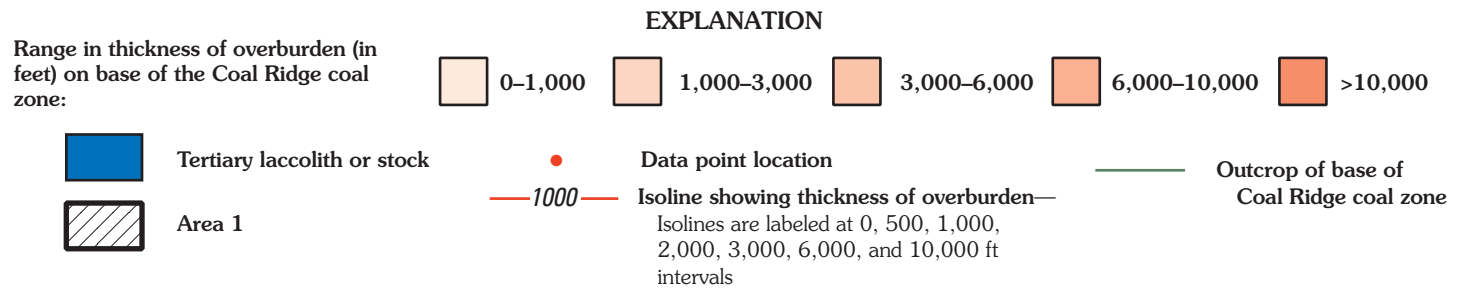 EXPLANATION
Range in thickness of overburden (in
feet) on base of the Coal Ridge coal
zone:
0–1,000
1,000–3,000
3,000–6,000
6,000–10,000
>10,000
Tertiary laccolith or stock
Area 1
Data point location
1000
Isoline showing thickness of overburden—
Isolines are labeled at 0, 500, 1,000,
2,000, 3,000, 6,000, and 10,000 ft
intervals
Outcrop of base of
Coal Ridge coal zone